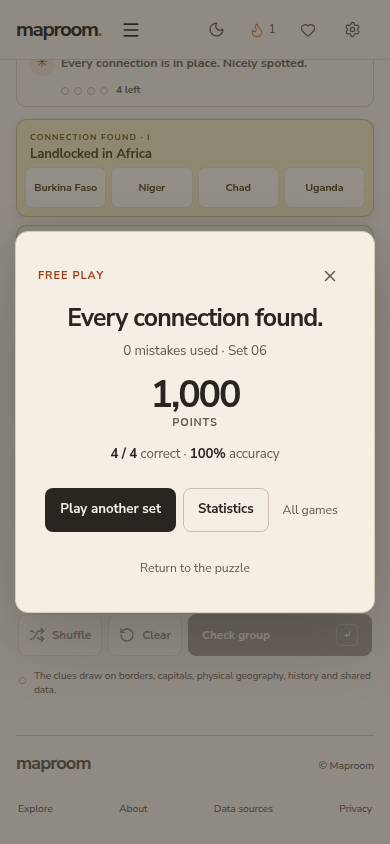 maproom.
1
Every connection is in place. Nicely spotted.
4 left
CONNECTION FOUND · I
Landlocked in Africa
Burkina Faso
Niger
Chad
Uganda
FREE PLAY
Every connection found.
0 mistakes used · Set 06
1,000
POINTS
4 / 4 correct · 100% accuracy
Play another set
Statistics
All games
Return to the puzzle
Shuffle
Clear
Check group
The clues draw on borders, capitals, physical geography, history and shared
data.
maproom
© Maproom
Explore
About
Data sources
Privacy